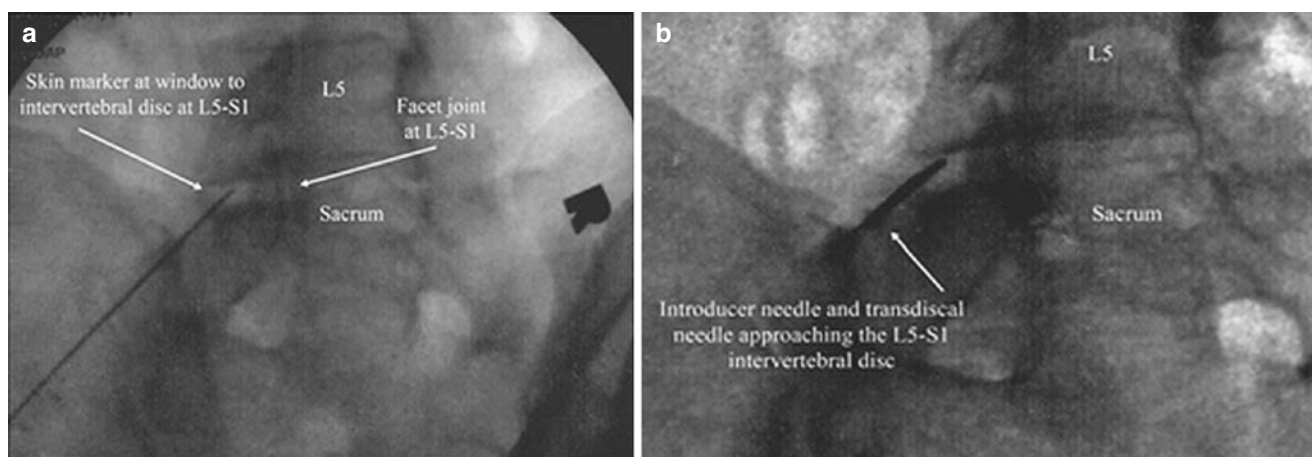 a
Skin marker at window to
intervertebral disc at L5-S1
L5
Facet joint
at L5-S1
Sacrum
R
b
L5
Sacrum
Introducer needle and transdiscal
needle approaching the L5-S1
intervertebral disc